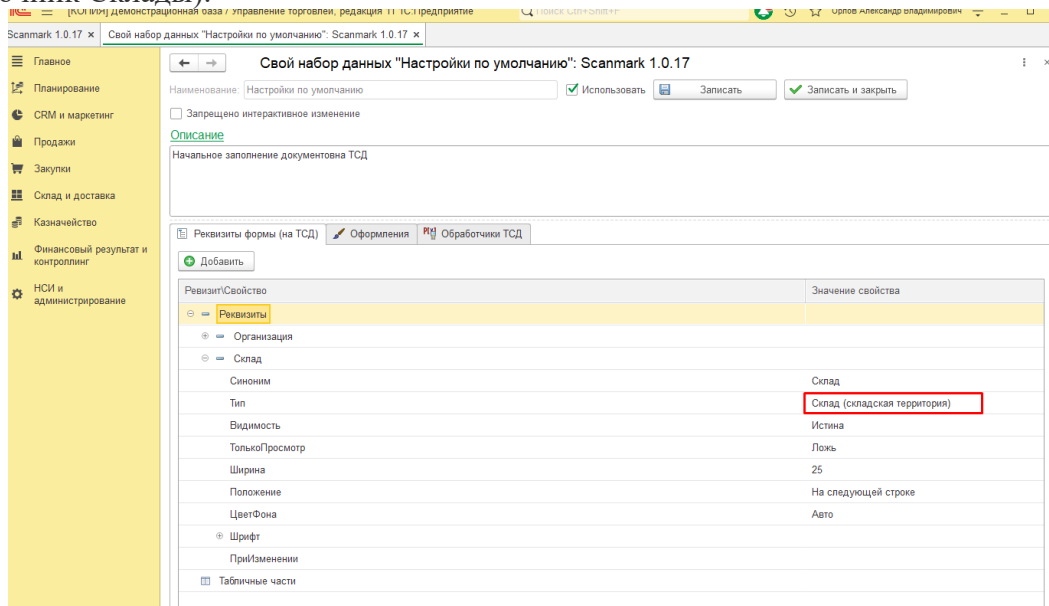 очник Склады).
[КОПИЯ] Демонстрационная база / Управление торговлей, редакция 11 1С:Предприятие Поиск Ctrl+Shift+F Орлов Александр Владимирович
Scanmark 1.0.17 × Свой набор данных "Настройки по умолчанию": Scanmark 1.0.17 ×
Главное
Планирование
CRM и маркетинг
Продажи
Закупки
Склад и доставка
Казначейство
Финансовый результат и
контроллинг
НСИ и
администрирование
Свой набор данных "Настройки по умолчанию": Scanmark 1.0.17
Наименование: Настройки по умолчанию Использовать Записать Записать и закрыть
Запрещено интерактивное изменение
Описание
Начальное заполнение документовна ТСД
Реквизиты формы (на ТСД) Оформления Обработчики ТСД
Добавить
Ревизит\Свойство Значение свойства
Реквизиты
Организация
Склад
Синоним Склад
Тип Склад (складская территория)
Видимость Истина
ТолькоПросмотр Ложь
Ширина 25
Положение На следующей строке
ЦветФона Авто
Шрифт
ПриИзменении
Табличные части